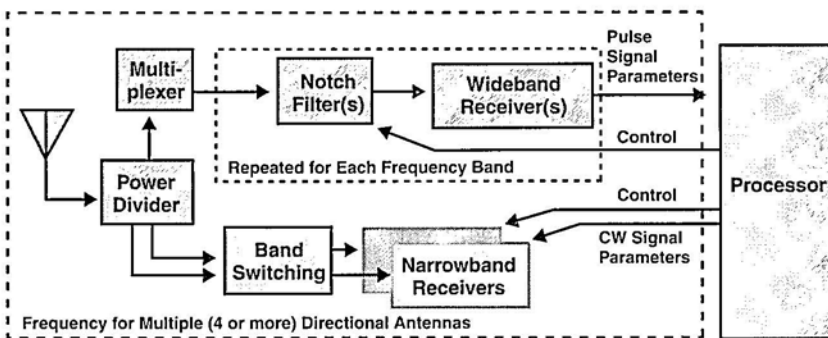 Multi-
plexer
Notch
Filter(s)
Wideband
Receiver(s)
Pulse
Signal
Parameters
Control
Repeated for Each Frequency Band
Power
Divider
Processor
Control
Band
Switching
Narrowband
Receivers
CW Signal
Parameters
Frequency for Multiple (4 or more) Directional Antennas